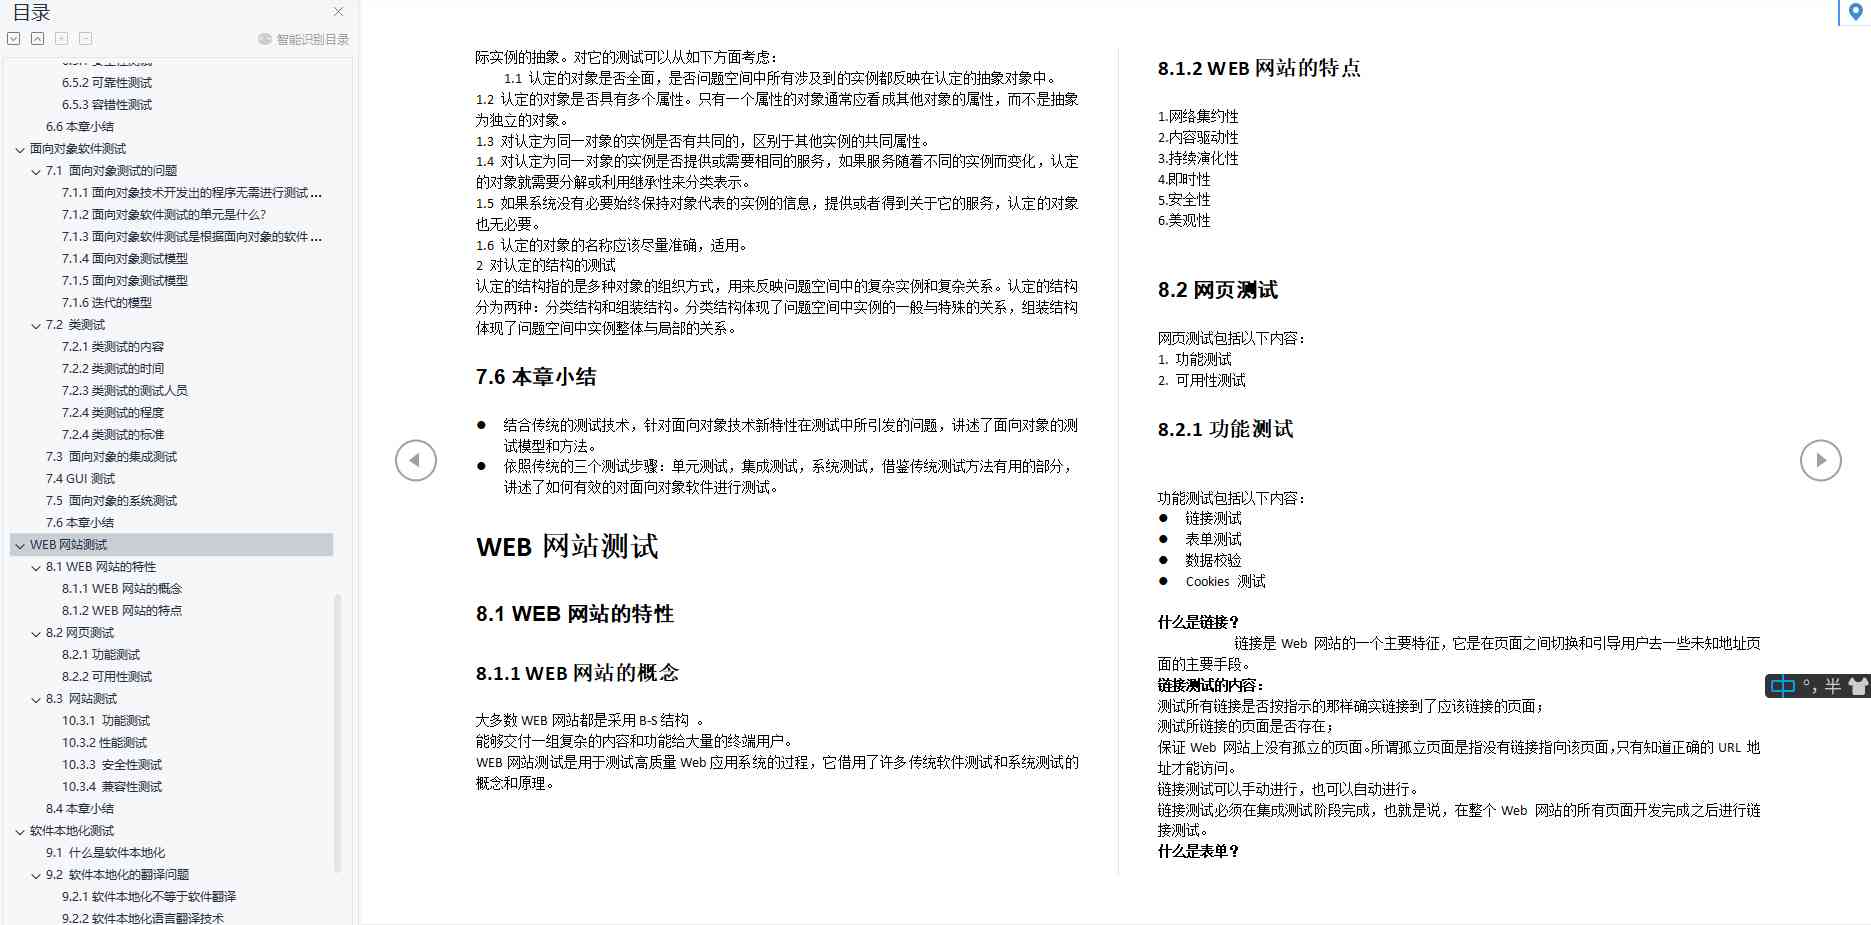 目录
智能识别目录
6.5.2 可靠性测试
6.5.3 容错性测试
6.6 本章小结
面向对象软件测试
7.1 面向对象测试的问题
7.1.1 面向对象技术开发出的程序无需进行测试 ...
7.1.2 面向对象软件测试的单元是什么?
7.1.3 面向对象软件测试是根据面向对象的软件 ...
7.1.4 面向对象测试模型
7.1.5 面向对象测试模型
7.1.6 迭代的模型
7.2 类测试
7.2.1 类测试的内容
7.2.2 类测试的时间
7.2.3 类测试的测试人员
7.2.4 类测试的程度
7.2.4 类测试的标准
7.3 面向对象的集成测试
7.4 GUI 测试
7.5 面向对象的系统测试
7.6 本章小结
WEB 网站测试
8.1 WEB 网站的特性
8.1.1 WEB 网站的概念
8.1.2 WEB 网站的特点
8.2 网页测试
8.2.1 功能测试
8.2.2 可用性测试
8.3 网站测试
10.3.1 功能测试
10.3.2 性能测试
10.3.3 安全性测试
10.3.4 兼容性测试
8.4 本章小结
软件本地化测试
9.1 什么是软件本地化
9.2 软件本地化的翻译问题
9.2.1 软件本地化不等于软件翻译
9.2.2 软件本地化语言翻译技术
际实例的抽象。对它的测试可以从如下方面考虑：
1.1 认定的对象是否全面，是否问题空间中所有涉及到的实例都反映在认定的抽象对象中。
1.2 认定的对象是否具有多个属性。只有一个属性的对象通常应看成其他对象的属性，而不是抽象
为独立的对象。
1.3 对认定为同一对象的实例是否有共同的，区别于其他实例的共同属性。
1.4 对认定为同一对象的实例是否提供或需要相同的服务，如果服务随着不同的实例而变化，认定
的对象就需要分解或利用继承性来分类表示。
1.5 如果系统没有必要始终保持对象代表的实例的信息，提供或者得到关于它的服务，认定的对象
也无必要。
1.6 认定的对象的名称应该尽量准确，适用。
2 对认定的结构的测试
认定的结构指的是多种对象的组织方式，用来反映问题空间中的复杂实例和复杂关系。认定的结构
分为两种：分类结构和组装结构。分类结构体现了问题空间中实例的一般与特殊的关系，组装结构
体现了问题空间中实例整体与局部的关系。
7.6 本章小结
● 结合传统的测试技术，针对面向对象技术新特性在测试中所引发的问题，讲述了面向对象的测
试模型和方法。
● 依照传统的三个测试步骤：单元测试，集成测试，系统测试，借鉴传统测试方法有用的部分，
讲述了如何有效的对面向对象软件进行测试。
WEB 网站测试
8.1 WEB 网站的特性
8.1.1 WEB 网站的概念
大多数 WEB 网站都是采用 B-S 结构 。
能够交付一组复杂的内容和功能给大量的终端用户。
WEB 网站测试是用于测试高质量 Web 应用系统的过程，它借用了许多传统软件测试和系统测试的
概念和原理。
8.1.2 WEB 网站的特点
1.网络集约性
2.内容驱动性
3.持续演化性
4.即时性
5.安全性
6.美观性
8.2 网页测试
网页测试包括以下内容：
1. 功能测试
2. 可用性测试
8.2.1 功能测试
功能测试包括以下内容：
● 链接测试
● 表单测试
● 数据校验
● Cookies 测试
什么是链接？
链接是 Web 网站的一个主要特征，它是在页面之间切换和引导用户去一些未知地址页
面的主要手段。
链接测试的内容：
测试所有链接是否按指示的那样确实链接到了应该链接的页面；
测试所链接的页面是否存在；
保证 Web 网站上没有孤立的页面。所谓孤立页面是指没有链接指向该页面，只有知道正确的 URL 地
址才能访问。
链接测试可以手动进行，也可以自动进行。
链接测试必须在集成测试阶段完成，也就是说，在整个 Web 网站的所有页面开发完成之后进行链
接测试。
什么是表单？
中 °，半